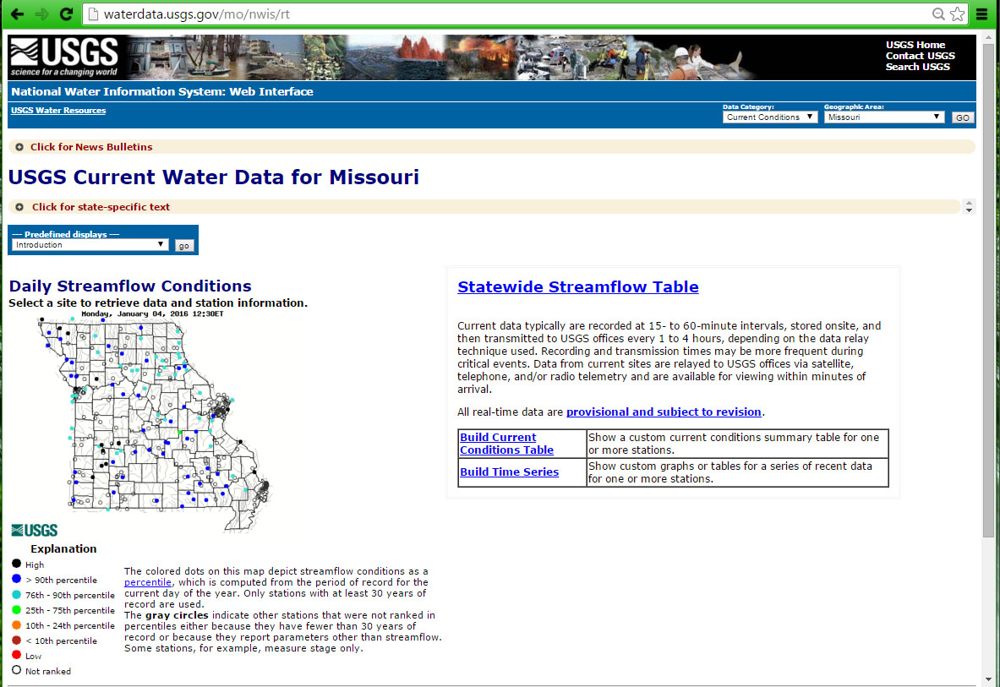 waterdata.usgs.gov/mo/nwis/rt
USGS
science for a changing world
USGS Home
Contact USGS
Search USGS
National Water Information System: Web Interface
USGS Water Resources
Data Category:
Geographic Area:
Current Conditions
Missouri
GO
Click for News Bulletins
USGS Current Water Data for Missouri
Click for state-specific text
--- Predefined displays ---
Introduction
go
Daily Streamflow Conditions
Select a site to retrieve data and station information.
Monday, January 04, 2016 12:30ET
USGS
Explanation
High
> 90th percentile
76th - 90th percentile
25th - 75th percentile
10th - 24th percentile
< 10th percentile
Low
Not ranked
The colored dots on this map depict streamflow conditions as a
percentile, which is computed from the period of record for the
current day of the year. Only stations with at least 30 years of
record are used.
The gray circles indicate other stations that were not ranked in
percentiles either because they have fewer than 30 years of
record or because they report parameters other than streamflow.
Some stations, for example, measure stage only.
Statewide Streamflow Table
Current data typically are recorded at 15- to 60-minute intervals, stored onsite, and
then transmitted to USGS offices every 1 to 4 hours, depending on the data relay
technique used. Recording and transmission times may be more frequent during
critical events. Data from current sites are relayed to USGS offices via satellite,
telephone, and/or radio telemetry and are available for viewing within minutes of
arrival.
All real-time data are provisional and subject to revision.
Build Current
Conditions Table
Show a custom current conditions summary table for one
or more stations.
Build Time Series
Show custom graphs or tables for a series of recent data
for one or more stations.